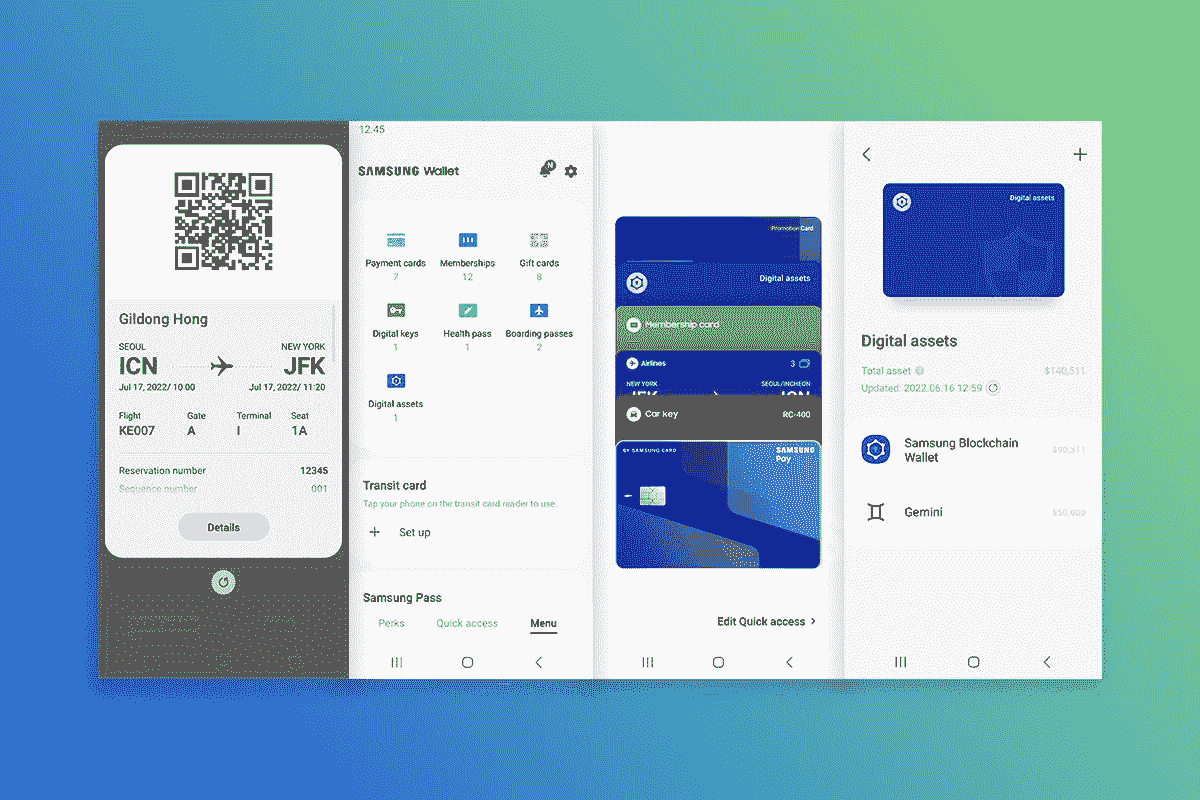 Gildong Hong
SEOUL NEW YORK
ICN JFK
Jul 17, 2022/ 10:00 Jul 17, 2022/ 11:20
Flight Gate Terminal Seat
KE007 A I 1A
Reservation number 12345
Sequence number 001
Details
12:45
SAMSUNG Wallet
N
Payment cards Memberships Gift cards
7 12 8
Digital keys Health pass Boarding passes
1 1 2
Digital assets
1
Transit card
Tap your phone on the transit card reader to use.
+ Set up
Samsung Pass
Perks Quick access Menu
Promotion Card
Digital assets
Membership card
Airlines 3
NEW YORK SEOUL/INCHEON
JFK ICN
Car key RC-400
BY SAMSUNG CARD SAMSUNG
Pay
Edit Quick access >
Digital assets
Digital assets
Total asset $140,511
Updated: 2022.06.16 12:59
Samsung Blockchain
Wallet $90,511
Gemini $50,000